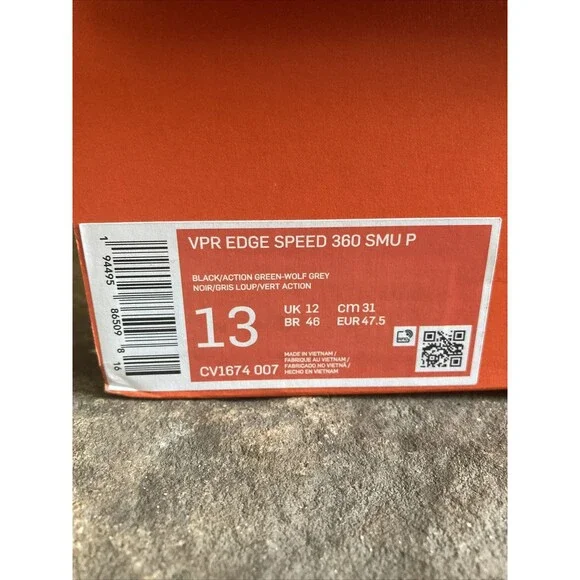 VPR EDGE SPEED 360 SMU P
BLACK/ACTION GREEN-WOLF GREY
NOIR/GRIS LOUP/VERT ACTION
13
UK 12 cm 31
BR 46 EUR 47.5
CV1674 007
MADE IN VIETNAM /
FABRIQUE AU VIETNAM /
FABRICADO NO VIETNÃ /
HECHO EN VIETNAM
1 94495 86509 8 16